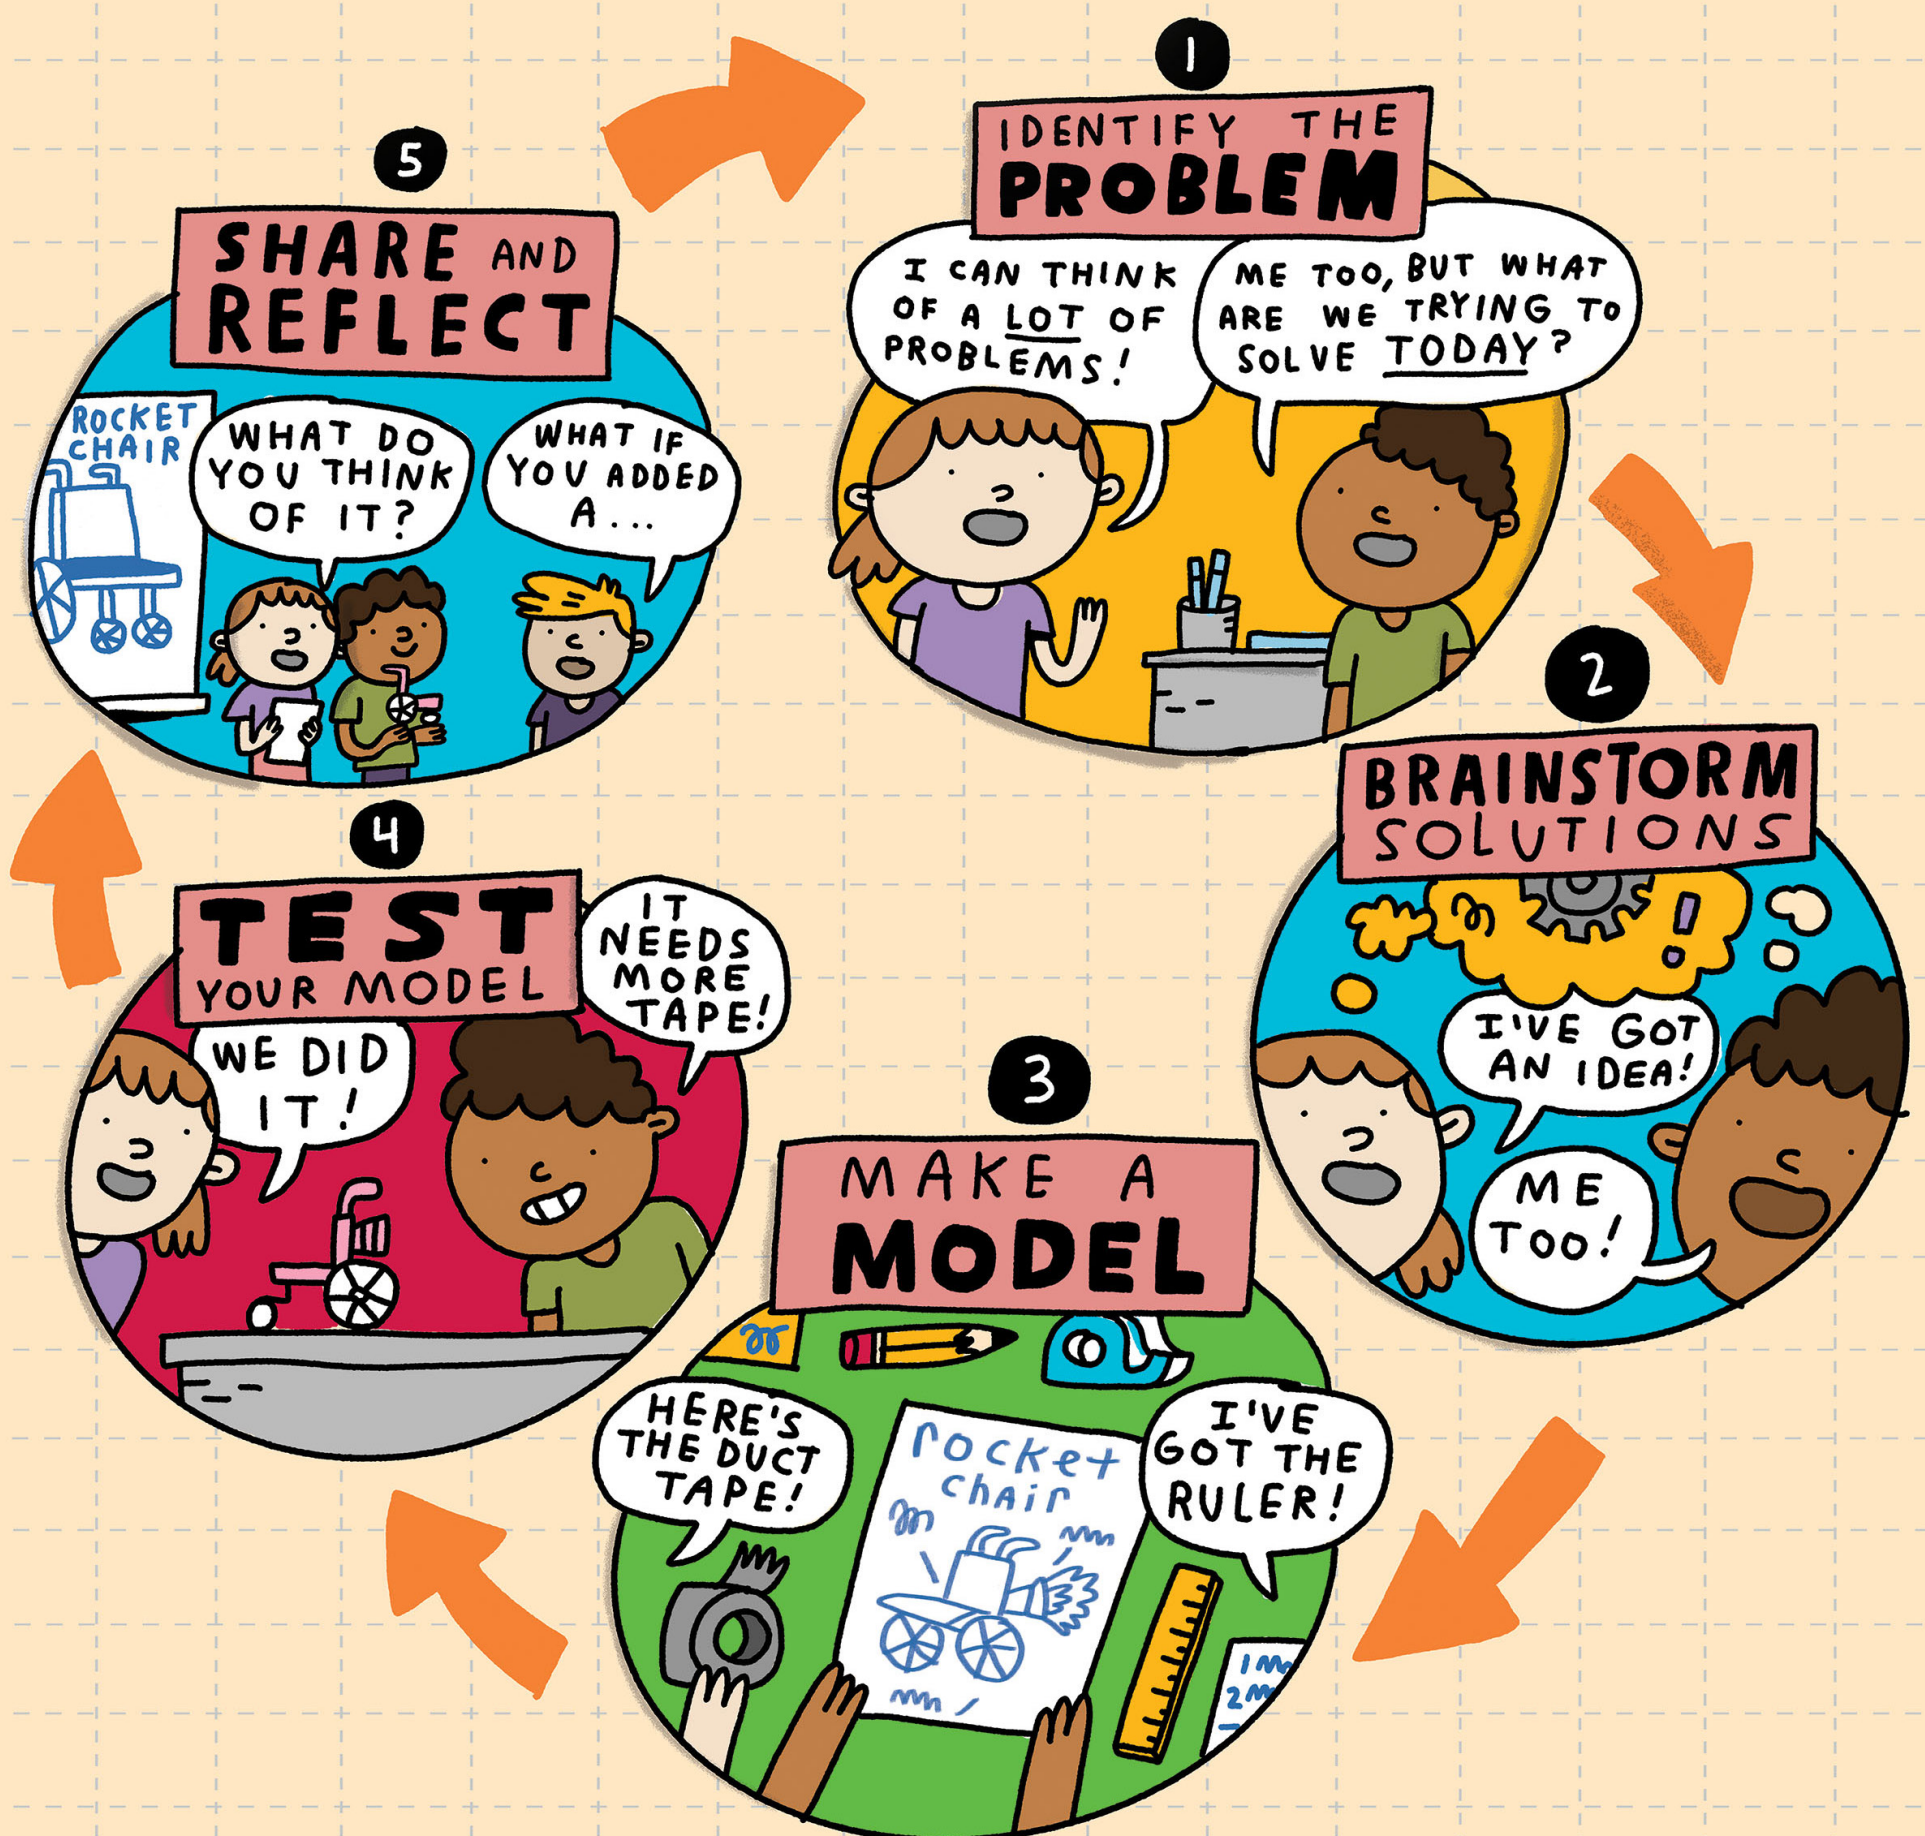 1
IDENTIFY THE
PROBLEM
I CAN THINK
OF A LOT OF
PROBLEMS!
ME TOO, BUT WHAT
ARE WE TRYING TO
SOLVE TODAY?
2
BRAINSTORM
SOLUTIONS
!
I'VE GOT
AN IDEA!
ME
TOO!
3
MAKE A
MODEL
HERE'S
THE DUCT
TAPE!
rocket
chair
I'VE
GOT THE
RULER!
1
2
4
TEST
YOUR MODEL
WE DID
IT!
IT
NEEDS
MORE
TAPE!
5
SHARE AND
REFLECT
ROCKET
CHAIR
WHAT DO
YOU THINK
OF IT?
WHAT IF
YOU ADDED
A...